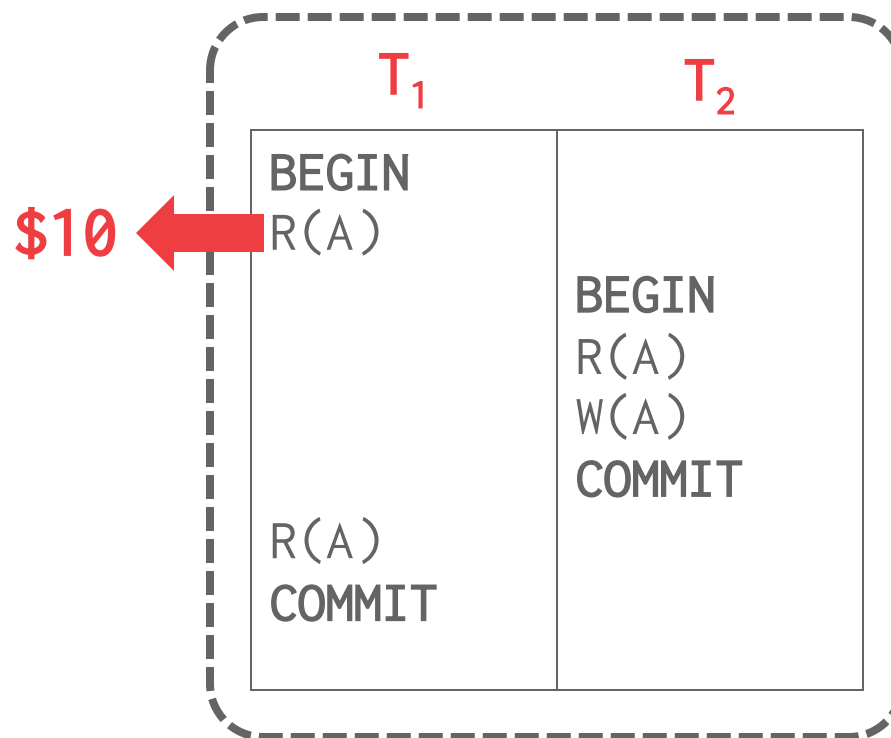 T1 T2
BEGIN
$10 R(A)
BEGIN
R(A)
W(A)
COMMIT
R(A)
COMMIT